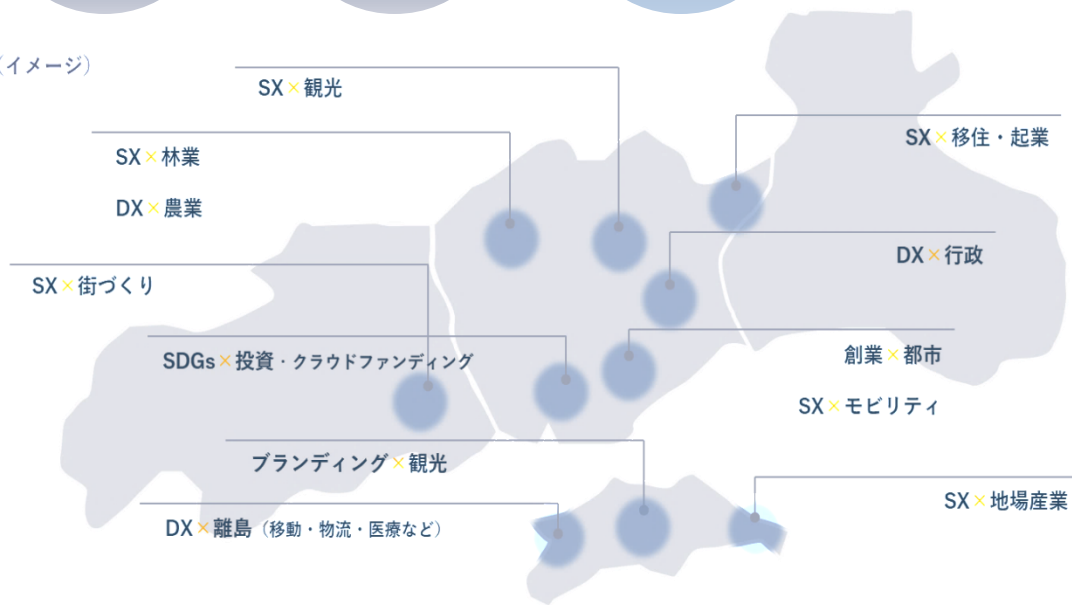 （イメージ）
SX×観光
SX×林業
DX×農業
SX×移住・起業
DX×行政
SX×街づくり
SDGs×投資・クラウドファンディング
創業×都市
SX×モビリティ
ブランディング×観光
SX×地場産業
DX×離島（移動・物流・医療など）